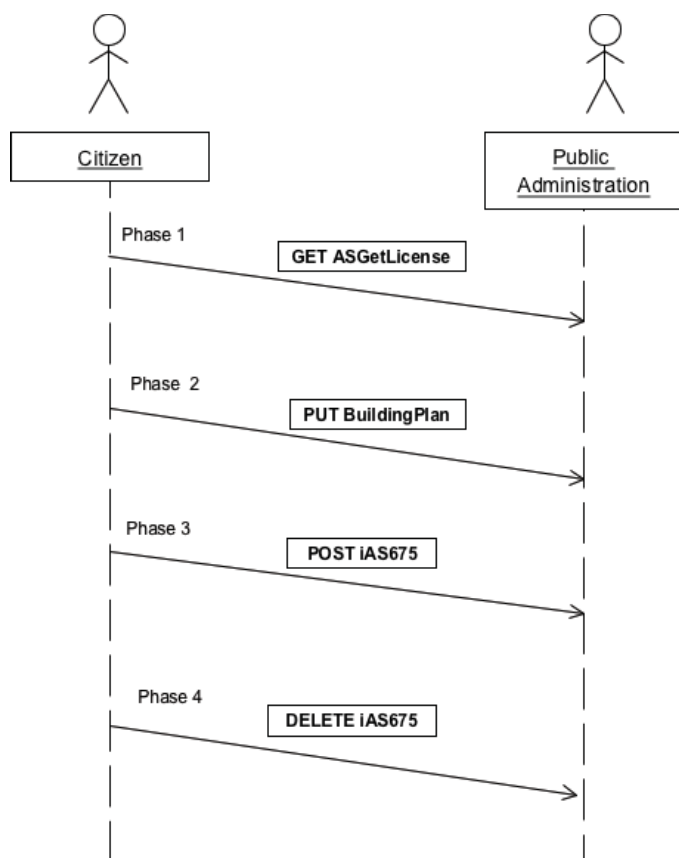 Citizen
Public
Administration
Phase 1
GET ASGetLicense
Phase 2
PUT BuildingPlan
Phase 3
POST iAS675
Phase 4
DELETE iAS675